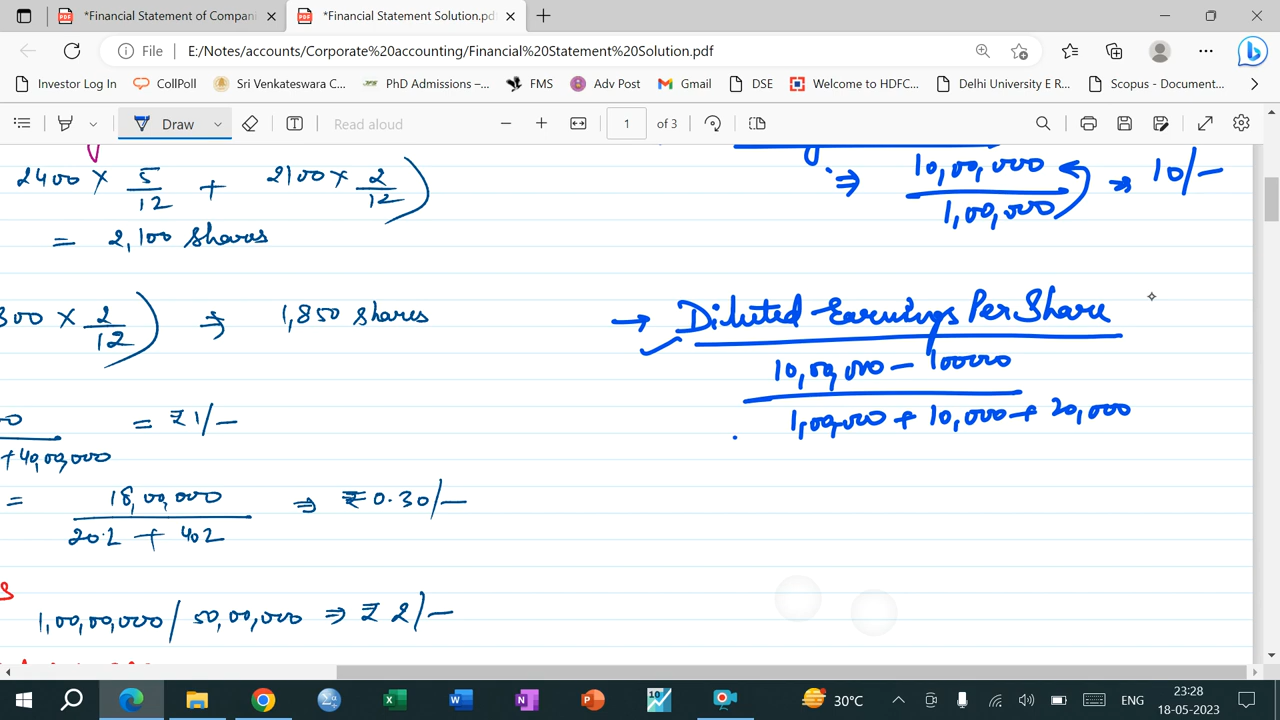 *Financial Statement of Compani
*Financial Statement Solution.pdf
File E:/Notes/accounts/Corporate%20accounting/Financial%20Statement%20Solution.pdf
Investor Log In CollPoll Sri Venkateswara C... PhD Admissions –... FMS Adv Post Gmail DSE Welcome to HDFC... Delhi University E R... Scopus - Document...
Draw Read aloud 1 of 3
2400 × 5/12 + 2100 × 2/12 )
= 2,100 shares
300 × 2/12 ) ⇒ 1,850 shares
= ₹1/-
+40,00,000
= 18,00,000 / 20.2 + 402 ⇒ ₹0.30/-
1,00,00,000 / 50,00,000 ⇒ ₹2/-
⇒ 10,00,000 / 1,00,000 ⇒ 10/-
→ Diluted Earnings Per Share
10,00,000 - 100000
1,00,000 + 10,000 + 20,000
30°C ENG 23:28
18-05-2023